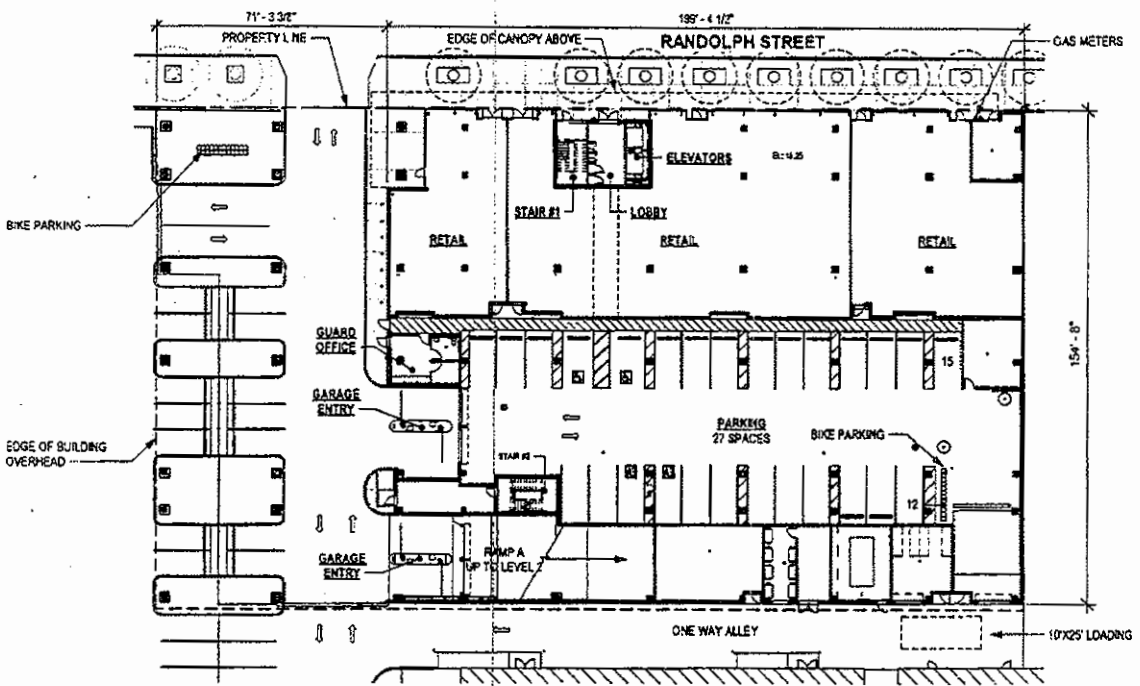 71' - 3 3/8"
199' - 4 1/2"
PROPERTY LINE
EDGE OF CANOPY ABOVE
RANDOLPH STREET
GAS METERS
ELEVATORS
STAIR #1
LOBBY
BIKE PARKING
RETAIL
RETAIL
RETAIL
GUARD
OFFICE
15
154' - 8"
GARAGE
ENTRY
PARKING
27 SPACES
BIKE PARKING
EDGE OF BUILDING
OVERHEAD
STAIR #2
12
GARAGE
ENTRY
RAMP A
UP TO LEVEL 2
ONE WAY ALLEY
10'X25' LOADING